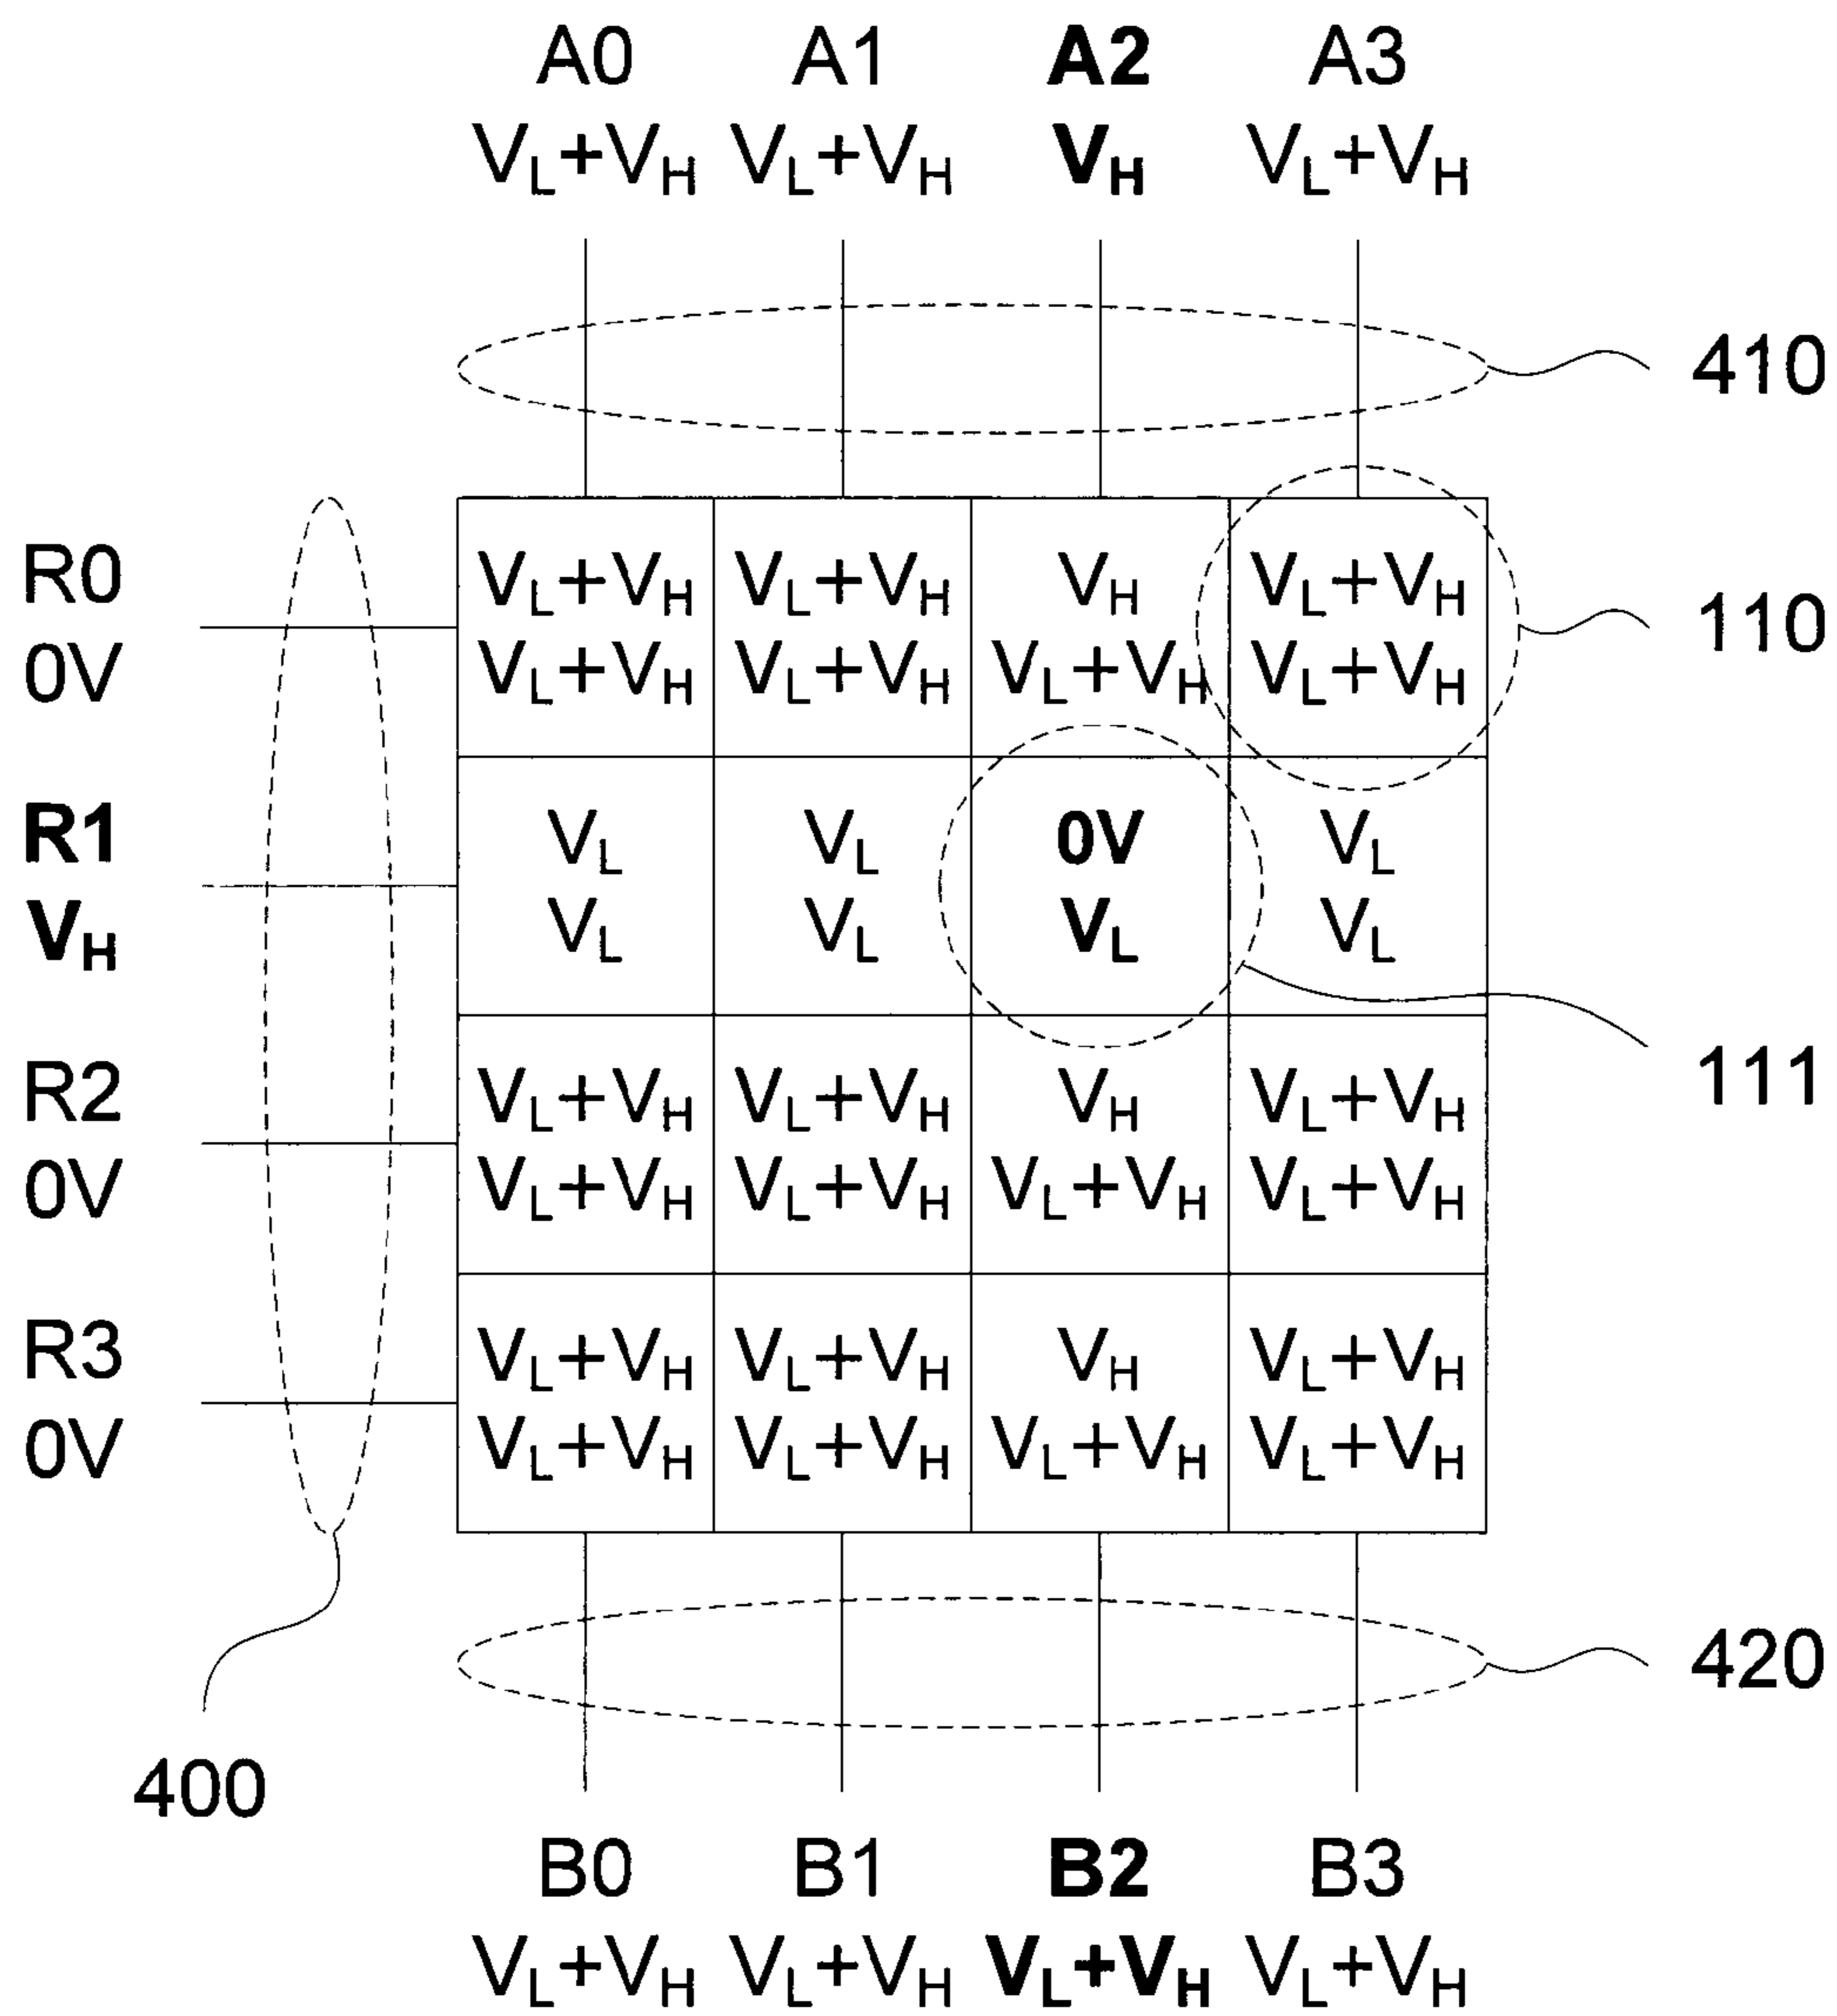 A0 A1 A2 A3
VL+VH VL+VH VH VL+VH
410
R0 VL+VH VL+VH VH VL+VH 110
0V VL+VH VL+VH VL+VH VL+VH
R1 VL VL 0V VL
VH VL VL VL VL
R2 VL+VH VL+VH VH VL+VH 111
0V VL+VH VL+VH VL+VH VL+VH
R3 VL+VH VL+VH VH VL+VH
0V VL+VH VL+VH VL+VH VL+VH
420
400
B0 B1 B2 B3
VL+VH VL+VH VL+VH VL+VH